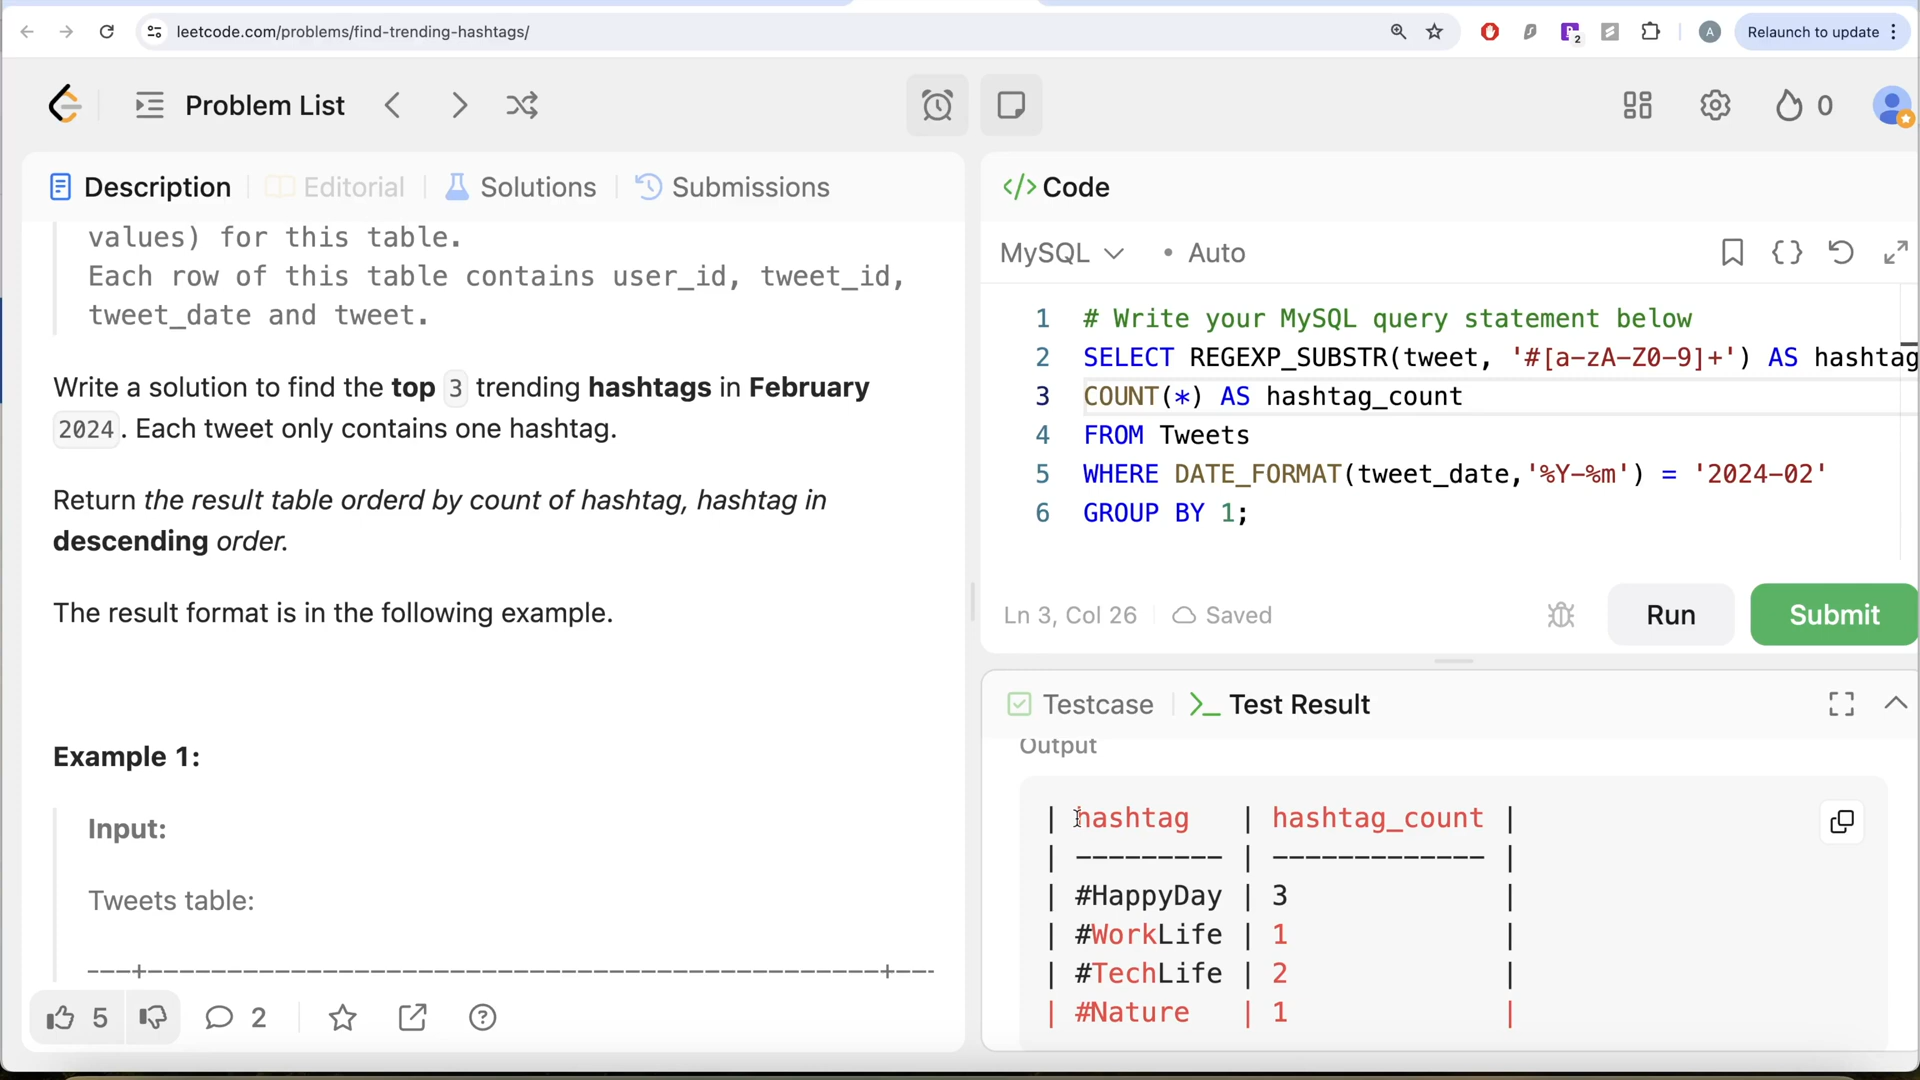 leetcode.com/problems/find-trending-hashtags/
2
A
Relaunch to update
Problem List
0
Description
Editorial
Solutions
Submissions
values) for this table.
Each row of this table contains user_id, tweet_id,
tweet_date and tweet.
Write a solution to find the top 3 trending hashtags in February
2024. Each tweet only contains one hashtag.
Return the result table orderd by count of hashtag, hashtag in
descending order.
The result format is in the following example.
Example 1:
Input:
Tweets table:
---+----------------------------------------------+---
5
2
</> Code
MySQL
• Auto
1 # Write your MySQL query statement below
2 SELECT REGEXP_SUBSTR(tweet, '#[a-zA-Z0-9]+') AS hashtag
3 COUNT(*) AS hashtag_count
4 FROM Tweets
5 WHERE DATE_FORMAT(tweet_date,'%Y-%m') = '2024-02'
6 GROUP BY 1;
Ln 3, Col 26
Saved
Run
Submit
Testcase
>_ Test Result
Output
| hashtag | hashtag_count |
| --------- | ------------- |
| #HappyDay | 3 |
| #WorkLife | 1 |
| #TechLife | 2 |
| #Nature | 1 |